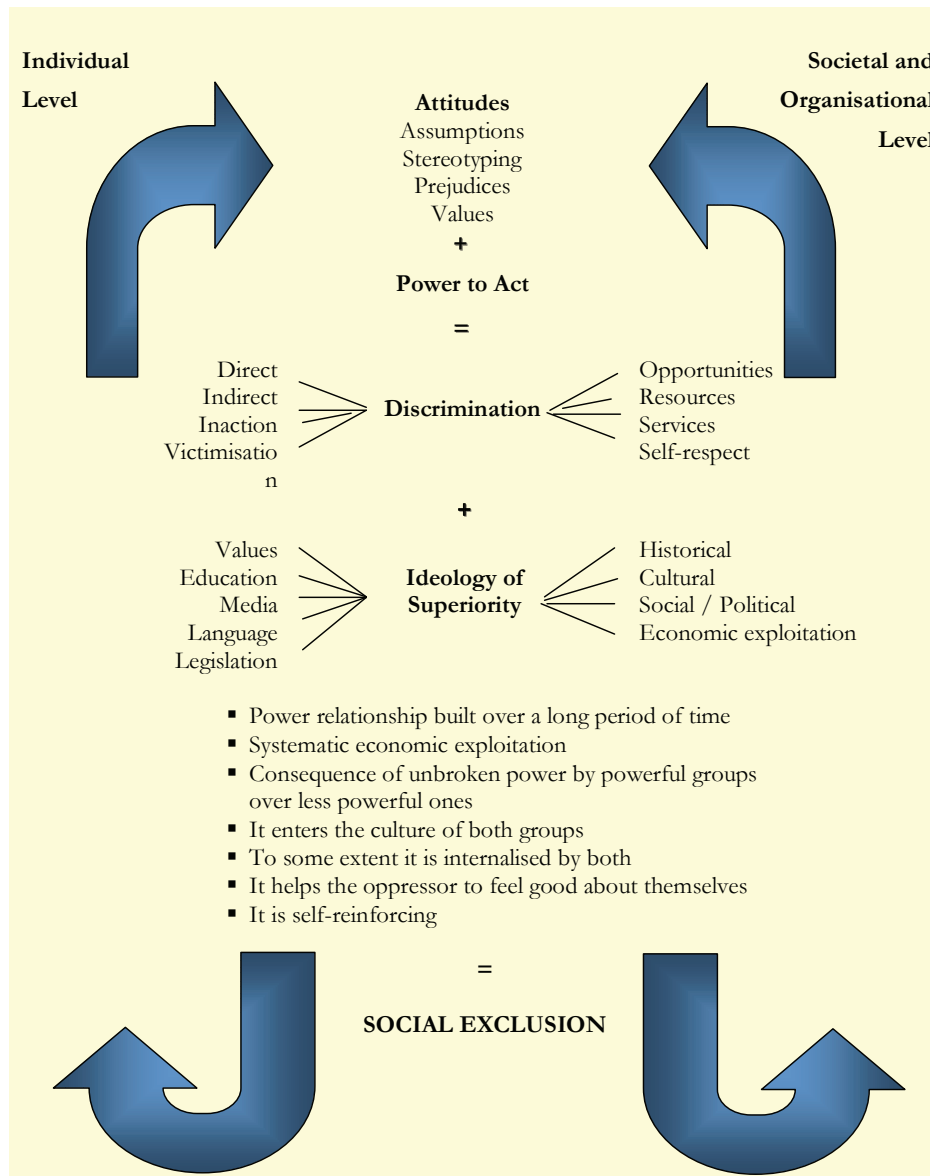 Individual
Level
Societal and
Organisational
Level
Attitudes
Assumptions
Stereotyping
Prejudices
Values
+
Power to Act
=
Direct
Indirect
Inaction
Victimisatio
n
Discrimination
Opportunities
Resources
Services
Self-respect
+
Values
Education
Media
Language
Legislation
Ideology of
Superiority
Historical
Cultural
Social / Political
Economic exploitation
▪ Power relationship built over a long period of time
▪ Systematic economic exploitation
▪ Consequence of unbroken power by powerful groups
over less powerful ones
▪ It enters the culture of both groups
▪ To some extent it is internalised by both
▪ It helps the oppressor to feel good about themselves
▪ It is self-reinforcing
=
SOCIAL EXCLUSION